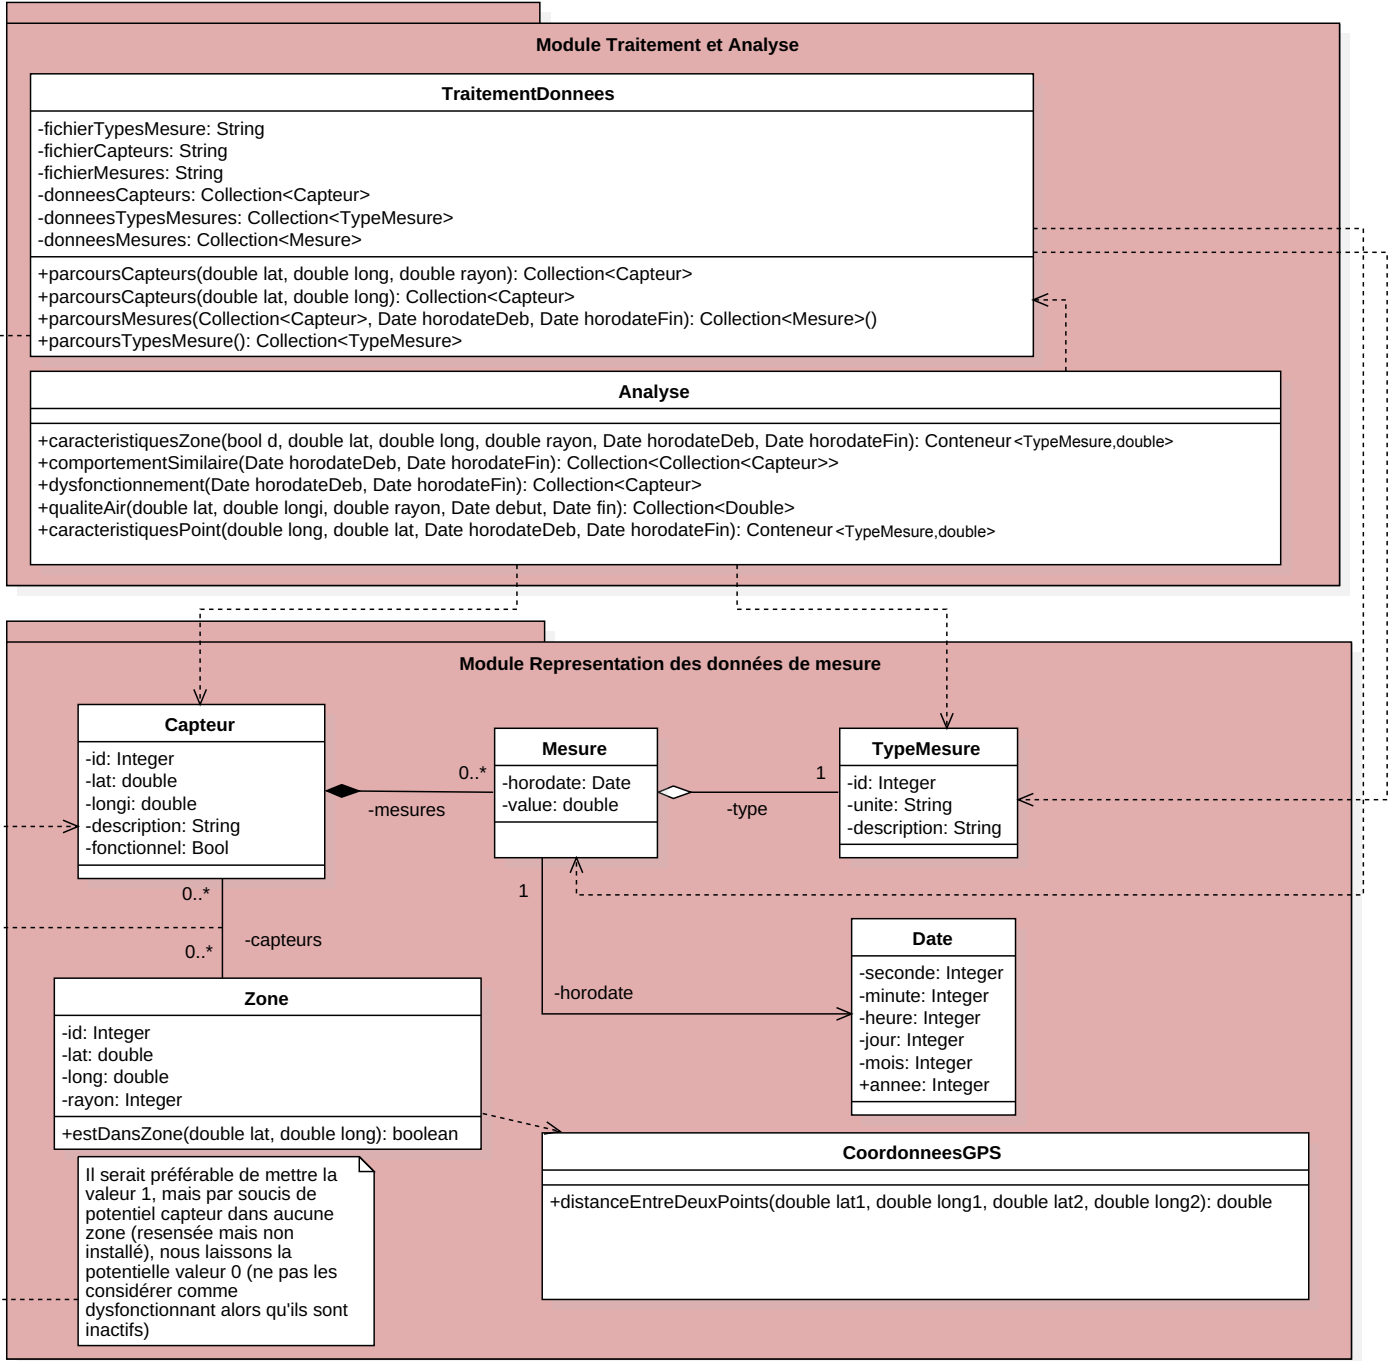 Module Traitement et Analyse
TraitementDonnees
-fichierTypesMesure: String
-fichierCapteurs: String
-fichierMesures: String
-donneesCapteurs: Collection<Capteur>
-donneesTypesMesures: Collection<TypeMesure>
-donneesMesures: Collection<Mesure>
+parcoursCapteurs(double lat, double long, double rayon): Collection<Capteur>
+parcoursCapteurs(double lat, double long): Collection<Capteur>
+parcoursMesures(Collection<Capteur>, Date horodateDeb, Date horodateFin): Collection<Mesure>()
+parcoursTypesMesure(): Collection<TypeMesure>
Analyse
+caracteristiquesZone(bool d, double lat, double long, double rayon, Date horodateDeb, Date horodateFin): Conteneur<TypeMesure,double>
+comportementSimilaire(Date horodateDeb, Date horodateFin): Collection<Collection<Capteur>>
+dysfonctionnement(Date horodateDeb, Date horodateFin): Collection<Capteur>
+qualiteAir(double lat, double longi, double rayon, Date debut, Date fin): Collection<Double>
+caracteristiquesPoint(double long, double lat, Date horodateDeb, Date horodateFin): Conteneur<TypeMesure,double>
Module Representation des données de mesure
Capteur
-id: Integer
-lat: double
-longi: double
-description: String
-fonctionnel: Bool
0..*
-mesures
Mesure
-horodate: Date
-value: double
1
-type
TypeMesure
-id: Integer
-unite: String
-description: String
0..*
-capteurs
0..*
1
-horodate
Date
-seconde: Integer
-minute: Integer
-heure: Integer
-jour: Integer
-mois: Integer
+annee: Integer
Zone
-id: Integer
-lat: double
-long: double
-rayon: Integer
+estDansZone(double lat, double long): boolean
CoordonneesGPS
+distanceEntreDeuxPoints(double lat1, double long1, double lat2, double long2): double
Il serait préférable de mettre la
valeur 1, mais par soucis de
potentiel capteur dans aucune
zone (resensée mais non
installé), nous laissons la
potentielle valeur 0 (ne pas les
considérer comme
dysfonctionnant alors qu'ils sont
inactifs)